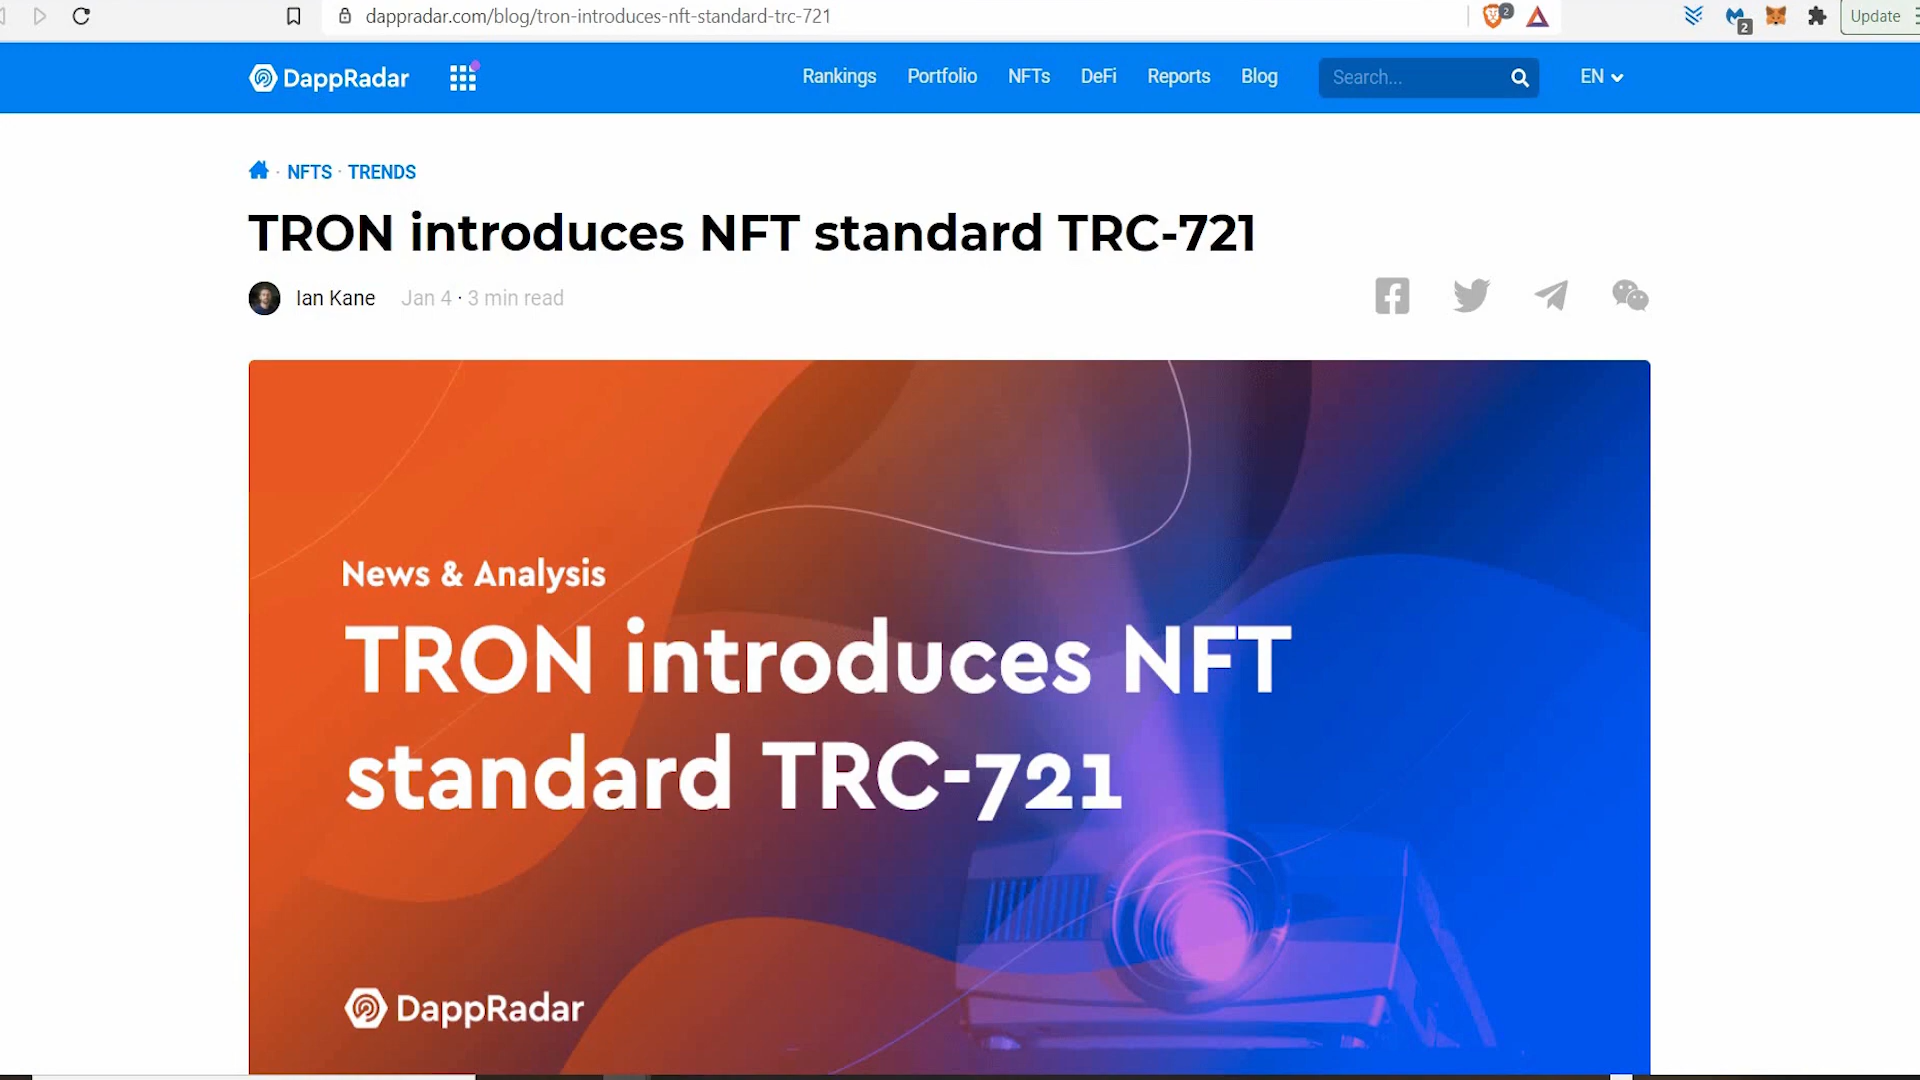 dappradar.com/blog/tron-introduces-nft-standard-trc-721
2
2
Update
DappRadar
Rankings
Portfolio
NFTs
DeFi
Reports
Blog
Search...
EN
NFTS · TRENDS
TRON introduces NFT standard TRC-721
Ian Kane
Jan 4 · 3 min read
News & Analysis
TRON introduces NFT
standard TRC-721
DappRadar